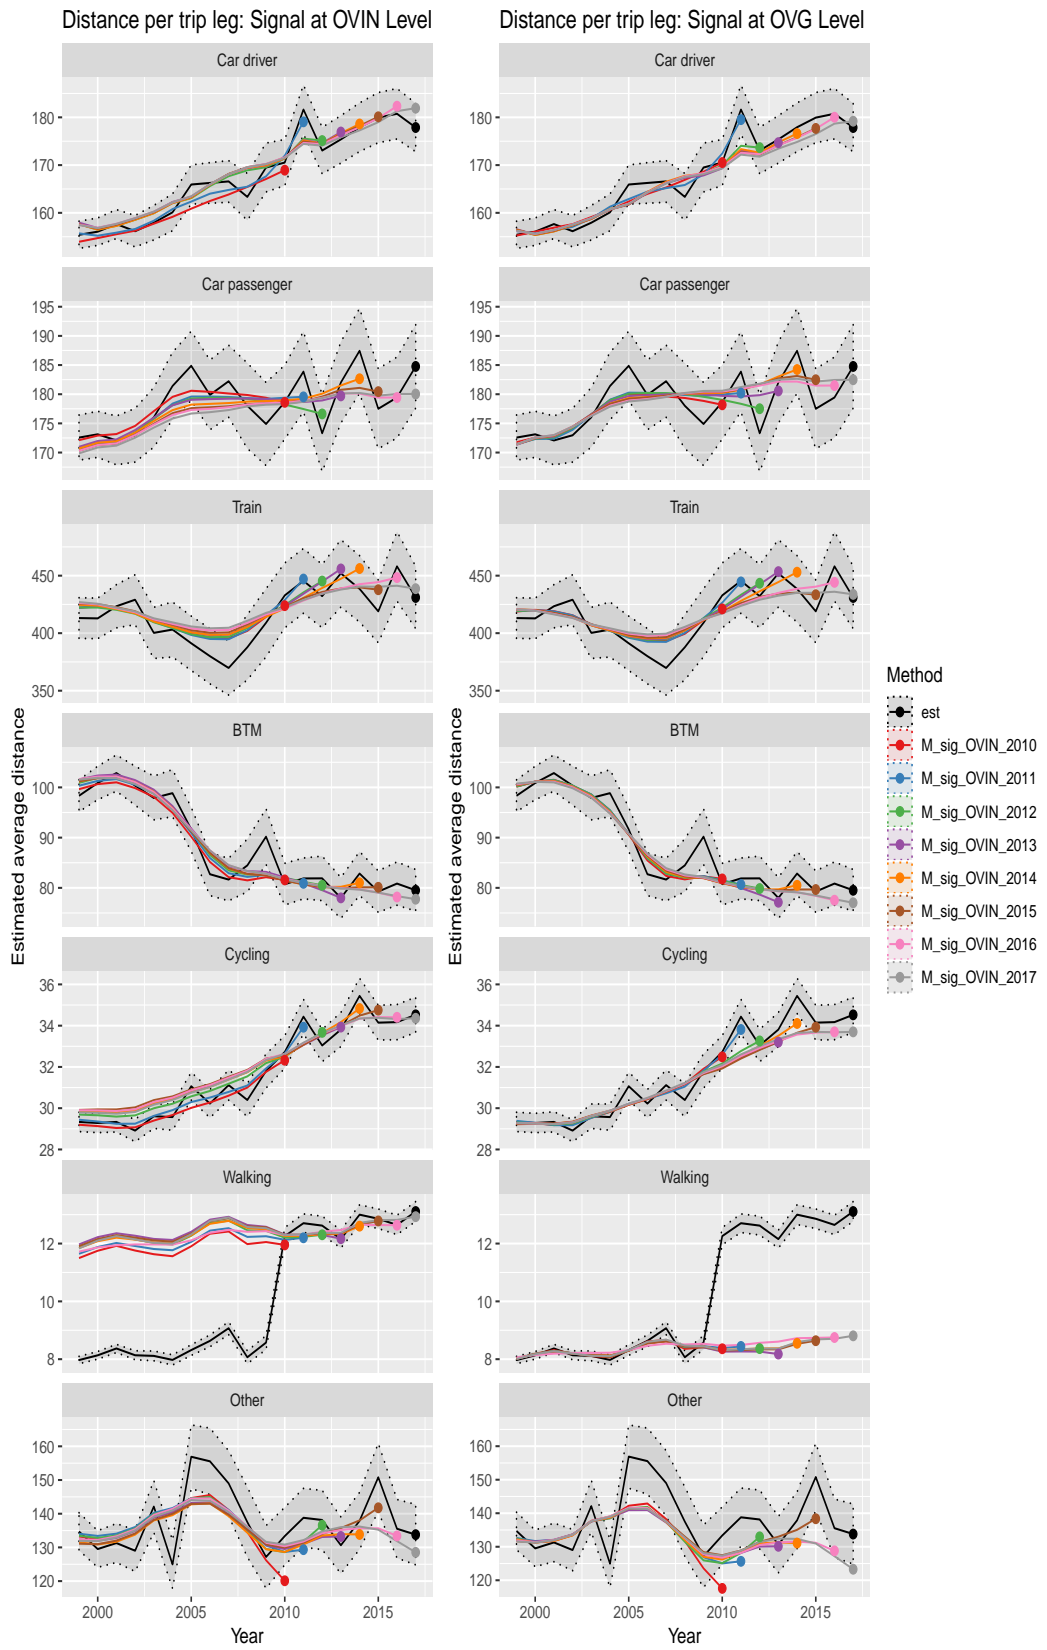 Distance per trip leg: Signal at OVIN Level
Distance per trip leg: Signal at OVG Level
Car driver
180
170
160
Car driver
180
170
160
Car passenger
195
190
185
180
175
170
Car passenger
195
190
185
180
175
170
Train
450
400
350
Train
450
400
350
BTM
100
90
80
BTM
100
90
80
Cycling
36
34
32
30
28
Cycling
36
34
32
30
28
Walking
12
10
8
Walking
12
10
8
Other
160
150
140
130
120
Other
160
150
140
130
120
2000
2005
2010
2015
2000
2005
2010
2015
Year
Year
Estimated average distance
Estimated average distance
Method
est
M_sig_OVIN_2010
M_sig_OVIN_2011
M_sig_OVIN_2012
M_sig_OVIN_2013
M_sig_OVIN_2014
M_sig_OVIN_2015
M_sig_OVIN_2016
M_sig_OVIN_2017